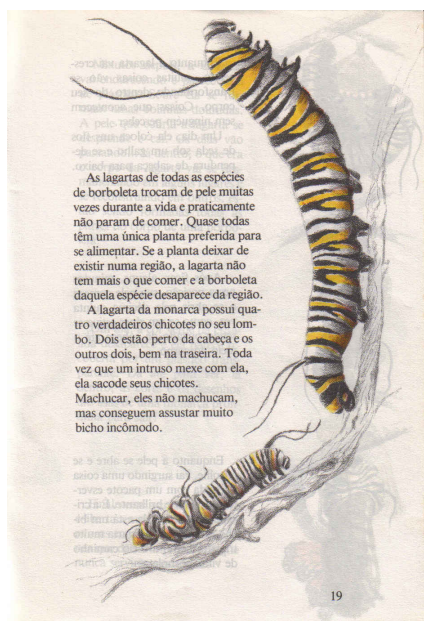 As lagartas de todas as espécies
de borboleta trocam de pele muitas
vezes durante a vida e praticamente
não param de comer. Quase todas
têm uma única planta preferida para
se alimentar. Se a planta deixar de
existir numa região, a lagarta não
tem mais o que comer e a borboleta
daquela espécie desaparece da região.
A lagarta da monarca possui qua-
tro verdadeiros chicotes no seu lom-
bo. Dois estão perto da cabeça e os
outros dois, bem na traseira. Toda
vez que um intruso mexe com ela,
ela sacode seus chicotes.
Machucar, eles não machucam,
mas conseguem assustar muito
bicho incômodo.
19